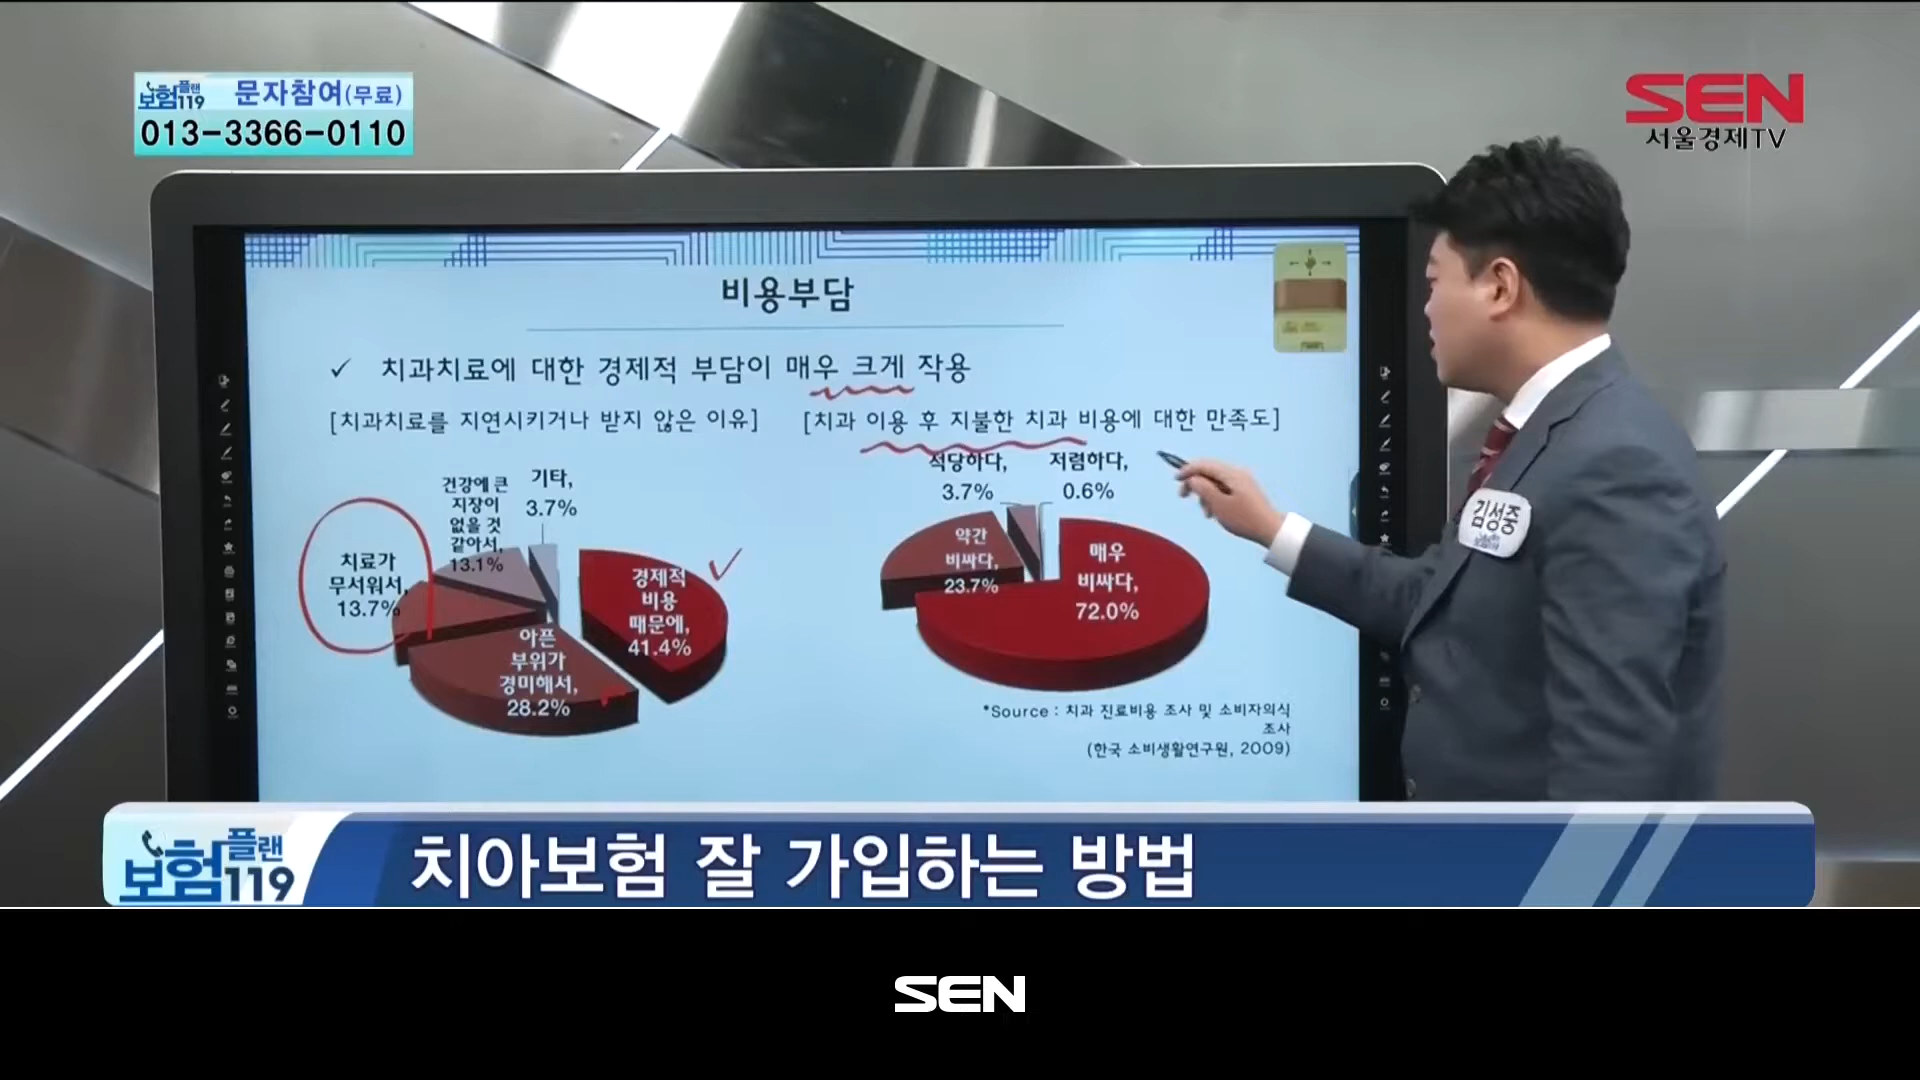 보험플랜119 문자참여(무료)
013-3366-0110
SEN
서울경제TV
비용부담
✓ 치과치료에 대한 경제적 부담이 매우 크게 작용
[치과치료를 지연시키거나 받지 않은 이유]
건강에 큰
지장이
없을 것
같아서,
13.1%
기타,
3.7%
치료가
무서워서,
13.7%
경제적
비용
때문에,
41.4%
아픈
부위가
경미해서,
28.2%
[치과 이용 후 지불한 치과 비용에 대한 만족도]
적당하다,
3.7%
저렴하다,
0.6%
약간
비싸다,
23.7%
매우
비싸다,
72.0%
*Source : 치과 진료비용 조사 및 소비자의식
조사
(한국 소비생활연구원, 2009)
김성중
보험플랜119
치아보험 잘 가입하는 방법
SEN